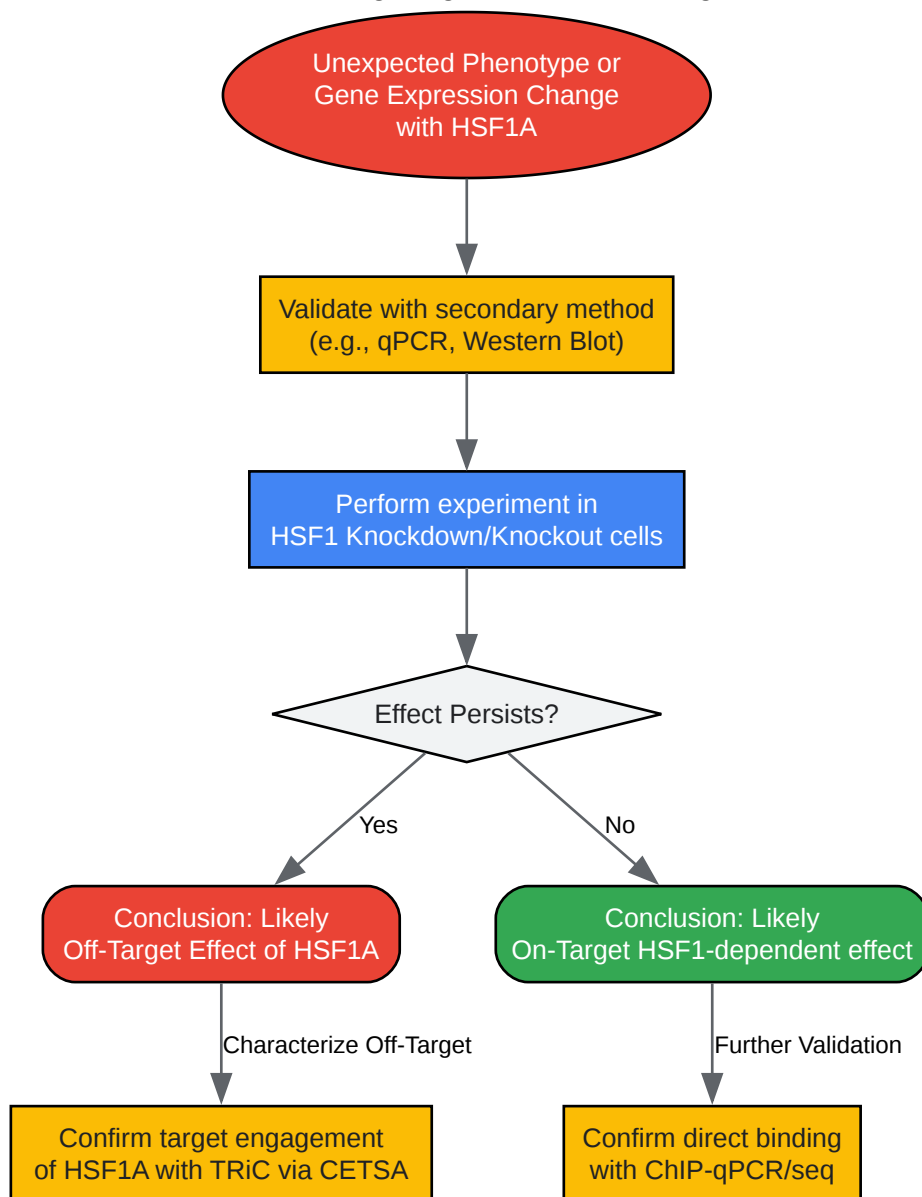 Unexpected Phenotype or
Gene Expression Change
with HSF1A
Validate with secondary method
(e.g., qPCR, Western Blot)
Perform experiment in
HSF1 Knockdown/Knockout cells
Effect Persists?
Yes
No
Conclusion: Likely
Off-Target Effect of HSF1A
Conclusion: Likely
On-Target HSF1-dependent effect
Characterize Off-Target
Further Validation
Confirm target engagement
of HSF1A with TRiC via CETSA
Confirm direct binding
with ChIP-qPCR/seq